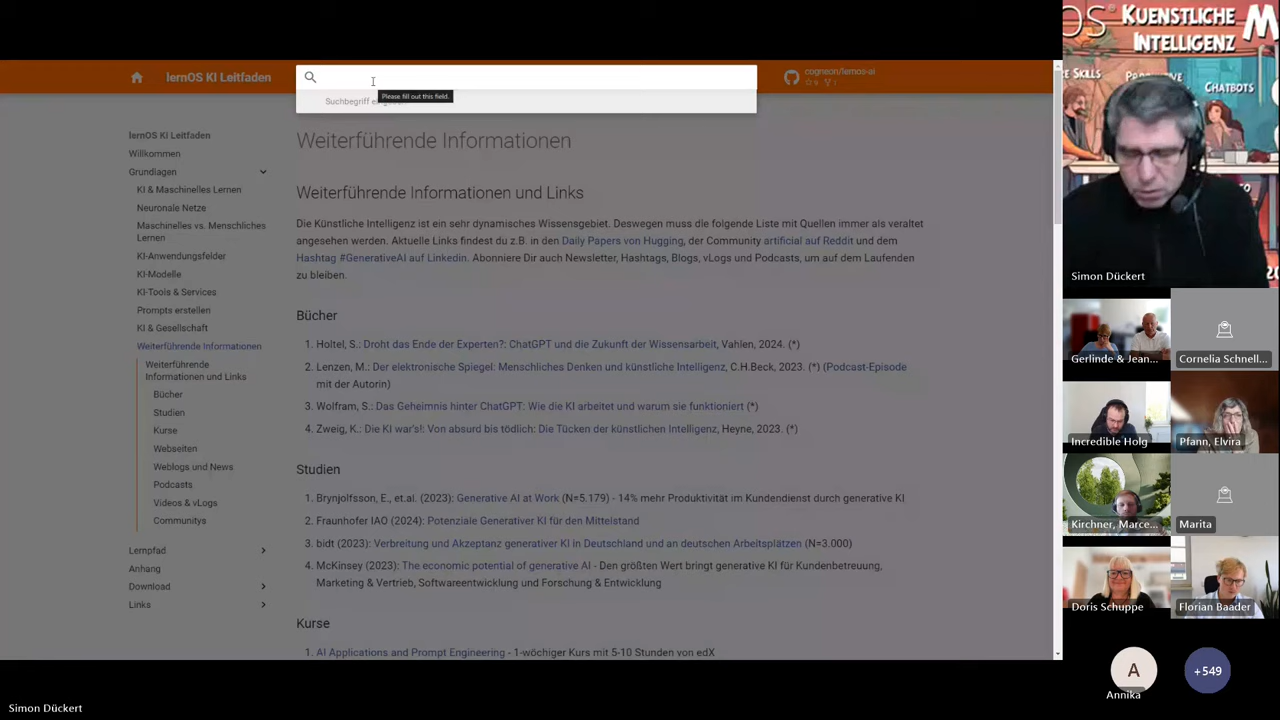 lernOS KI Leitfaden
Please fill out this field.
Suchbegriff
cogneon/lernos-ai
9 1
lernOS KI Leitfaden
Willkommen
Grundlagen
KI & Maschinelles Lernen
Neuronale Netze
Maschinelles vs. Menschliches
Lernen
KI-Anwendungsfelder
KI-Modelle
KI-Tools & Services
Prompts erstellen
KI & Gesellschaft
Weiterführende Informationen
Weiterführende
Informationen und Links
Bücher
Studien
Kurse
Webseiten
Weblogs und News
Podcasts
Videos & vLogs
Communitys
Lernpfad
Anhang
Download
Links
Weiterführende Informationen
Weiterführende Informationen und Links
Die Künstliche Intelligenz ist ein sehr dynamisches Wissensgebiet. Deswegen muss die folgende Liste mit Quellen immer als veraltet
angesehen werden. Aktuelle Links findest du z.B. in den Daily Papers von Hugging, der Community artificial auf Reddit und dem
Hashtag #GenerativeAI auf Linkedin. Abonniere Dir auch Newsletter, Hashtags, Blogs, vLogs und Podcasts, um auf dem Laufenden
zu bleiben.
Bücher
1. Holtel, S.: Droht das Ende der Experten?: ChatGPT und die Zukunft der Wissensarbeit, Vahlen, 2024. (*)
2. Lenzen, M.: Der elektronische Spiegel: Menschliches Denken und künstliche Intelligenz, C.H.Beck, 2023. (*) (Podcast-Episode
mit der Autorin)
3. Wolfram, S.: Das Geheimnis hinter ChatGPT: Wie die KI arbeitet und warum sie funktioniert (*)
4. Zweig, K.: Die KI war's!: Von absurd bis tödlich: Die Tücken der künstlichen Intelligenz, Heyne, 2023. (*)
Studien
1. Brynjolfsson, E., et.al. (2023): Generative AI at Work (N=5.179) - 14% mehr Produktivität im Kundendienst durch generative KI
2. Fraunhofer IAO (2024): Potenziale Generativer KI für den Mittelstand
3. bidt (2023): Verbreitung und Akzeptanz generativer KI in Deutschland und an deutschen Arbeitsplätzen (N=3.000)
4. McKinsey (2023): The economic potential of generative AI - Den größten Wert bringt generative KI für Kundenbetreuung,
Marketing & Vertrieb, Softwareentwicklung und Forschung & Entwicklung
Kurse
1. AI Applications and Prompt Engineering - 1-wöchiger Kurs mit 5-10 Stunden von edX
OS® KUENSTLICHE M
INTELLIGENZ
SKILLS
CHATBOTS
Simon Dückert
Gerlinde & Jean...
Cornelia Schnell...
Incredible Holg
Pfann, Elvira
Kirchner, Marce...
Marita
Doris Schuppe
Florian Baader
A
Annika
+549
Simon Dückert